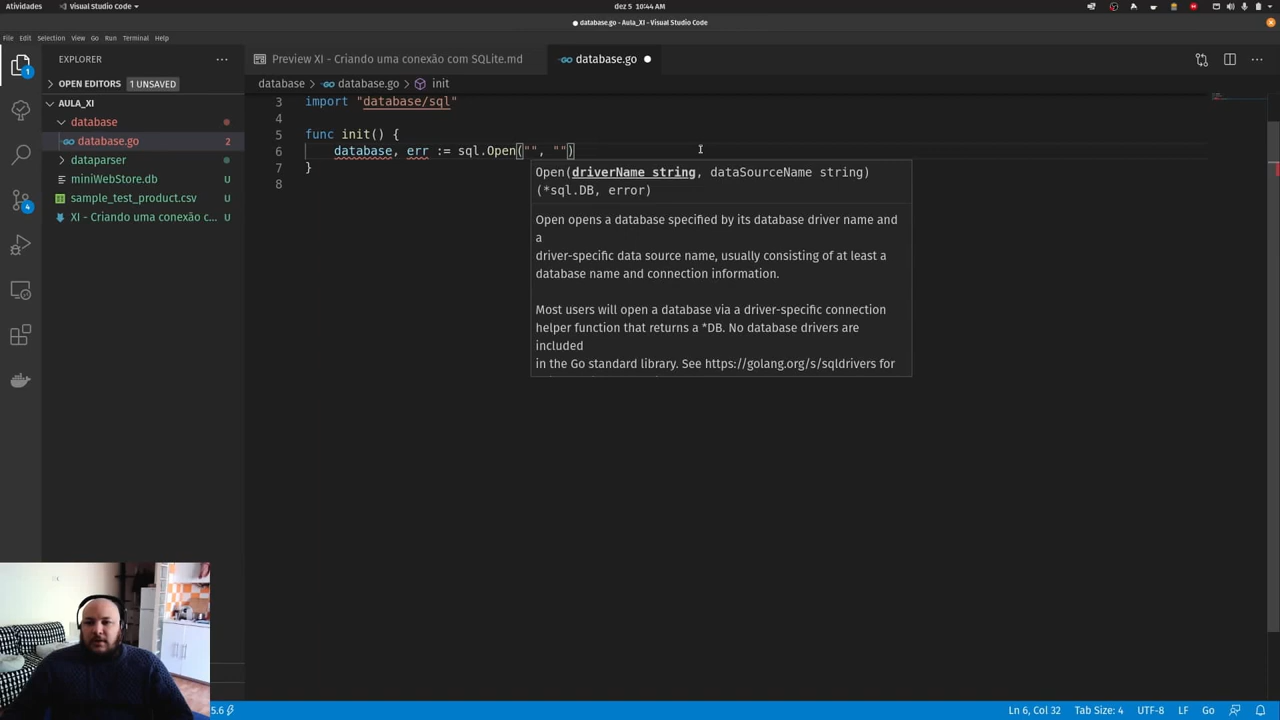 Atividades
Visual Studio Code
dez 5 10:44 AM
● database.go - Aula_XI - Visual Studio Code
File Edit Selection View Go Run Terminal Help
EXPLORER
Preview XI - Criando uma conexão com SQLite.md
database.go
OPEN EDITORS 1 UNSAVED
database > database.go > init
AULA_XI
database
database.go 2
dataparser
miniWebStore.db U
sample_test_product.csv U
XI - Criando uma conexão c... U
1
4
3 import "database/sql"
4
5 func init() {
6 database, err := sql.Open("", "")
7 }
8
Open(driverName string, dataSourceName string)
(*sql.DB, error)
Open opens a database specified by its database driver name and
a
driver-specific data source name, usually consisting of at least a
database name and connection information.
Most users will open a database via a driver-specific connection
helper function that returns a *DB. No database drivers are
included
in the Go standard library. See https://golang.org/s/sqldrivers for
5.6
Ln 6, Col 32 Tab Size: 4 UTF-8 LF Go